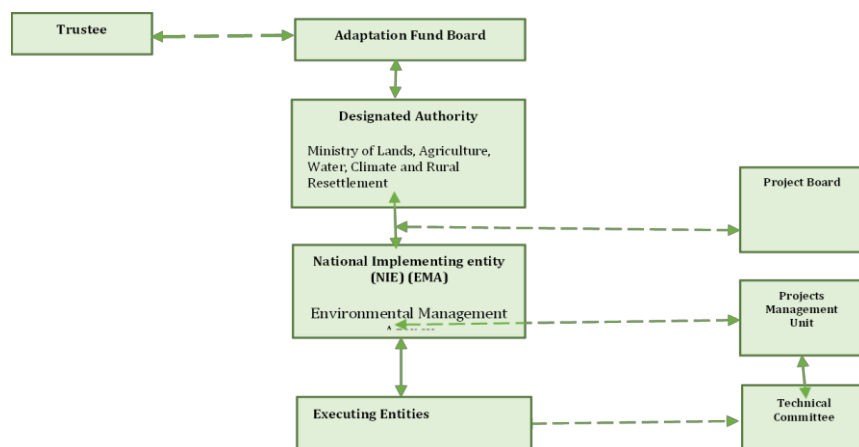 Trustee
Adaptation Fund Board
Designated Authority
Ministry of Lands, Agriculture,
Water, Climate and Rural
Resettlement
Project Board
National Implementing entity
(NIE) (EMA)
Environmental Management
Projects
Management
Unit
Executing Entities
Technical
Committee